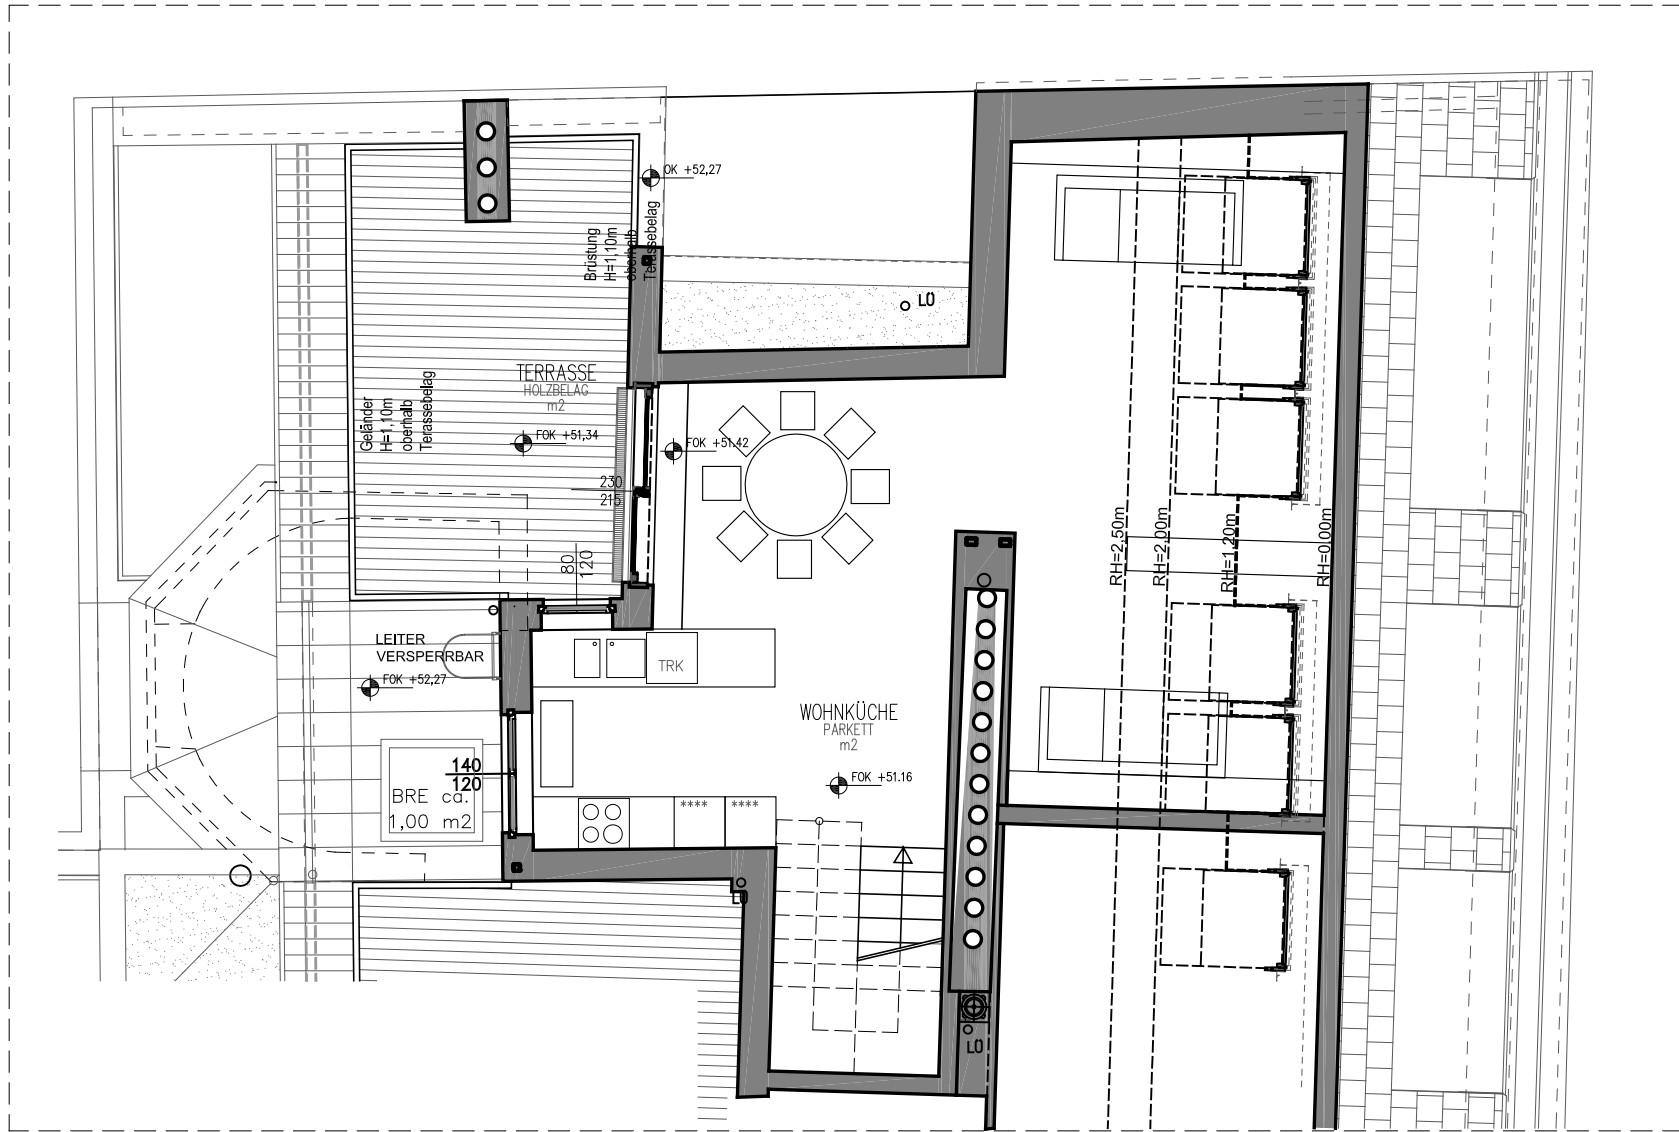 OK +52,27
Brüstung
H=1,10m
oberhalb
Terassebelag
LÜ
TERRASSE
HOLZBELAG
m2
Geländer
H=1,10m
oberhalb
Terassebelag
FOK +51,34
FOK +51.42
230
215
80
120
RH=2,50m
RH=2,00m
RH=1,20m
RH=0,00m
LEITER
VERSPERRBAR
FOK +52,27
TRK
WOHNKÜCHE
PARKETT
m2
FOK +51.16
140
120
BRE ca.
1,00 m2
**** ****
LÜ
LÜ